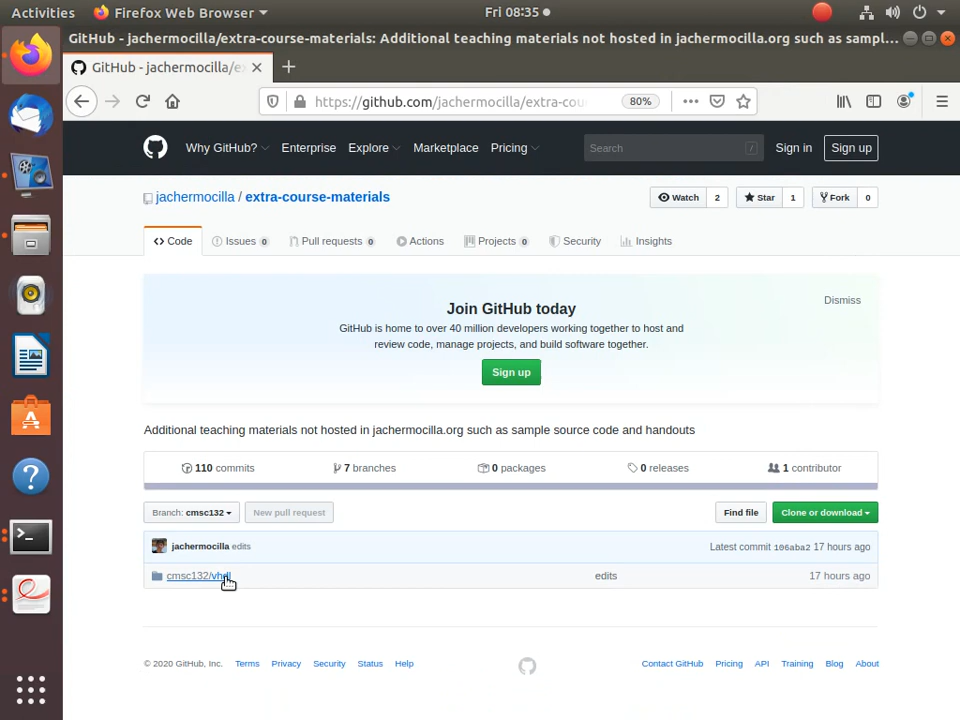 Activities
Firefox Web Browser
Fri 08:35
GitHub - jachermocilla/extra-course-materials: Additional teaching materials not hosted in jachermocilla.org such as sampl...
GitHub - jachermocilla/ex
https://github.com/jachermocilla/extra-cou
80%
Why GitHub?
Enterprise
Explore
Marketplace
Pricing
Search
/
Sign in
Sign up
jachermocilla / extra-course-materials
Watch 2
Star 1
Fork 0
Code
Issues 0
Pull requests 0
Actions
Projects 0
Security
Insights
Join GitHub today
Dismiss
GitHub is home to over 40 million developers working together to host and
review code, manage projects, and build software together.
Sign up
Additional teaching materials not hosted in jachermocilla.org such as sample source code and handouts
110 commits
7 branches
0 packages
0 releases
1 contributor
Branch: cmsc132
New pull request
Find file
Clone or download
jachermocilla edits
Latest commit 106aba2 17 hours ago
cmsc132/vhdl
edits
17 hours ago
© 2020 GitHub, Inc.
Terms
Privacy
Security
Status
Help
Contact GitHub
Pricing
API
Training
Blog
About